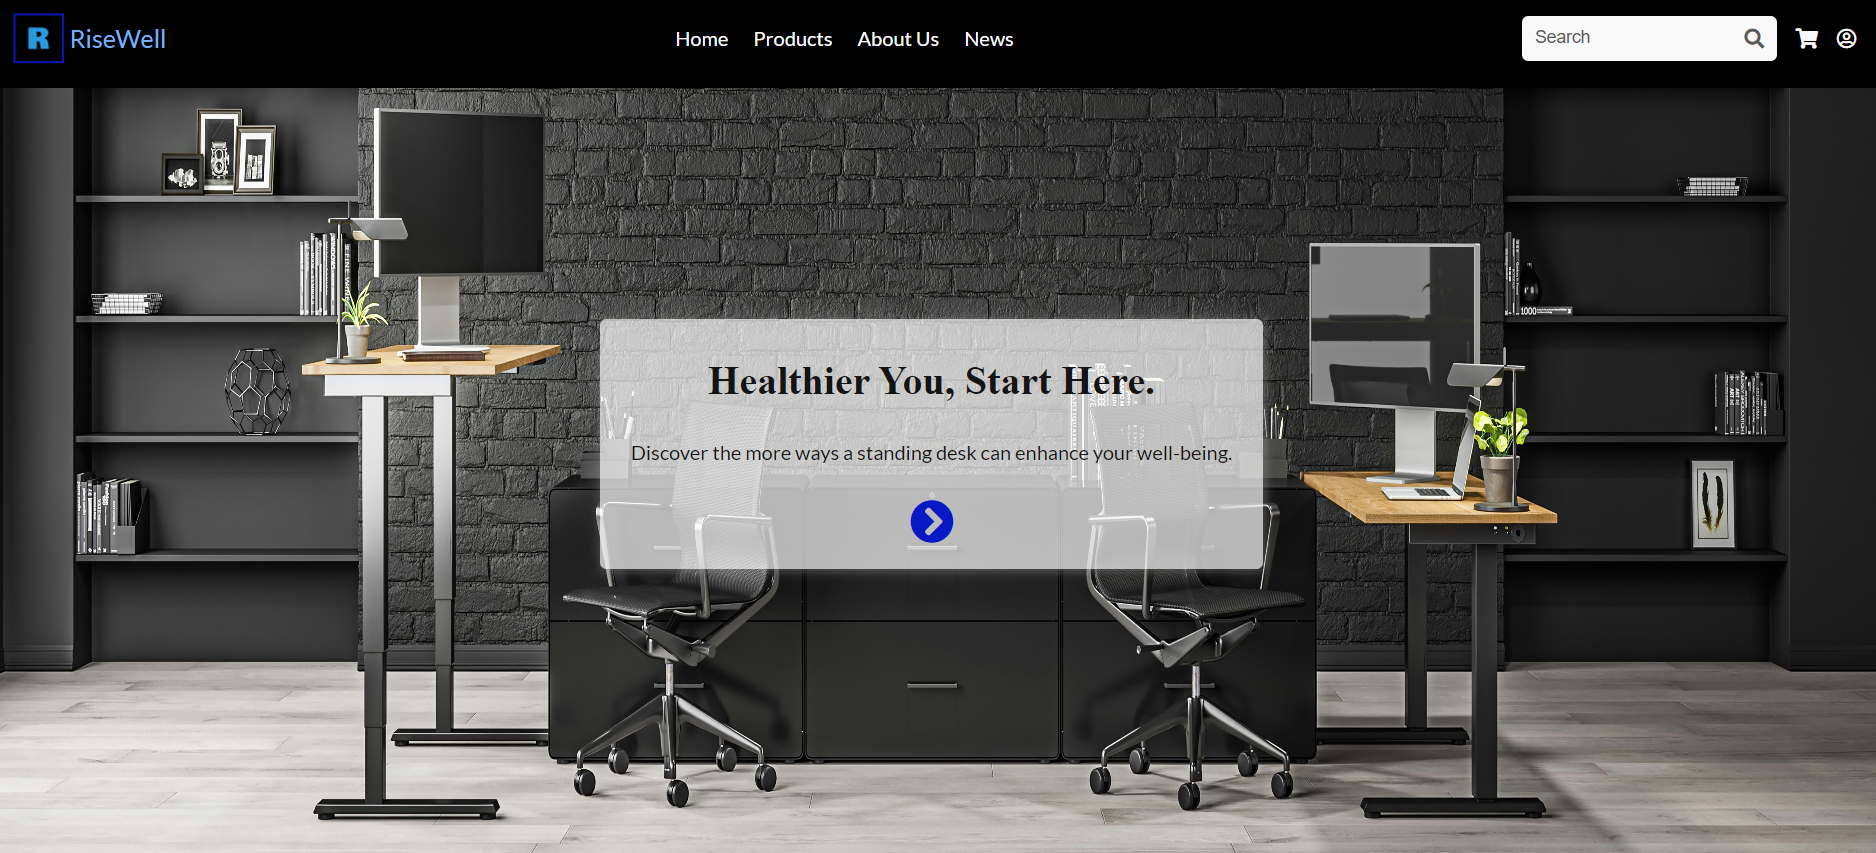 R RiseWell
Home Products About Us News
Search
Healthier You, Start Here.
Discover the more ways a standing desk can enhance your well-being.
1000